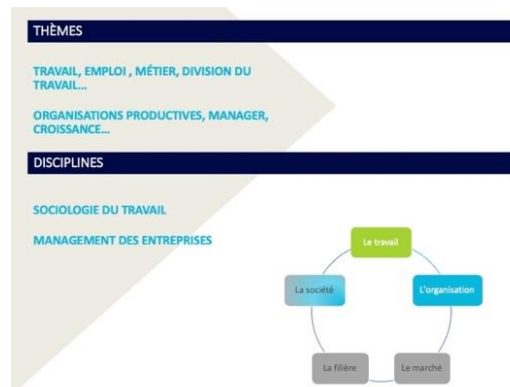 THÈMES
TRAVAIL, EMPLOI , MÉTIER, DIVISION DU
TRAVAIL...
ORGANISATIONS PRODUCTIVES, MANAGER,
CROISSANCE...
DISCIPLINES
SOCIOLOGIE DU TRAVAIL
MANAGEMENT DES ENTREPRISES
Le travail
La société
L'organisation
La filière
Le marché